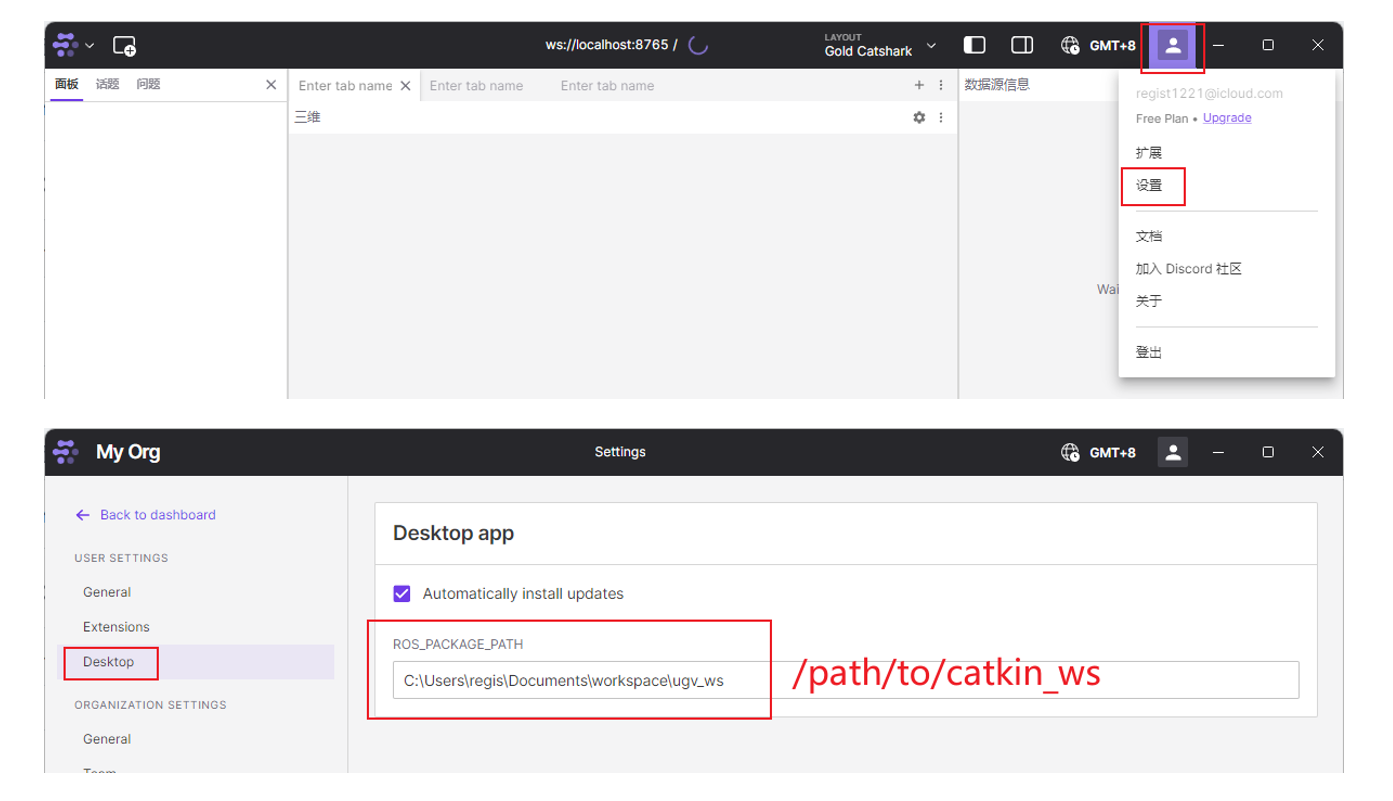 ws://localhost:8765 /
LAYOUT
Gold Catshark
GMT+8
面板 话题 问题
Enter tab name
Enter tab name
Enter tab name
数据源信息
三维
regist1221@icloud.com
Free Plan • Upgrade
扩展
设置
文档
加入 Discord 社区
Wai
关于
登出
My Org
Settings
GMT+8
Back to dashboard
USER SETTINGS
General
Extensions
Desktop
ORGANIZATION SETTINGS
General
Team
Desktop app
Automatically install updates
ROS_PACKAGE_PATH
C:\Users\regis\Documents\workspace\ugv_ws
/path/to/catkin_ws